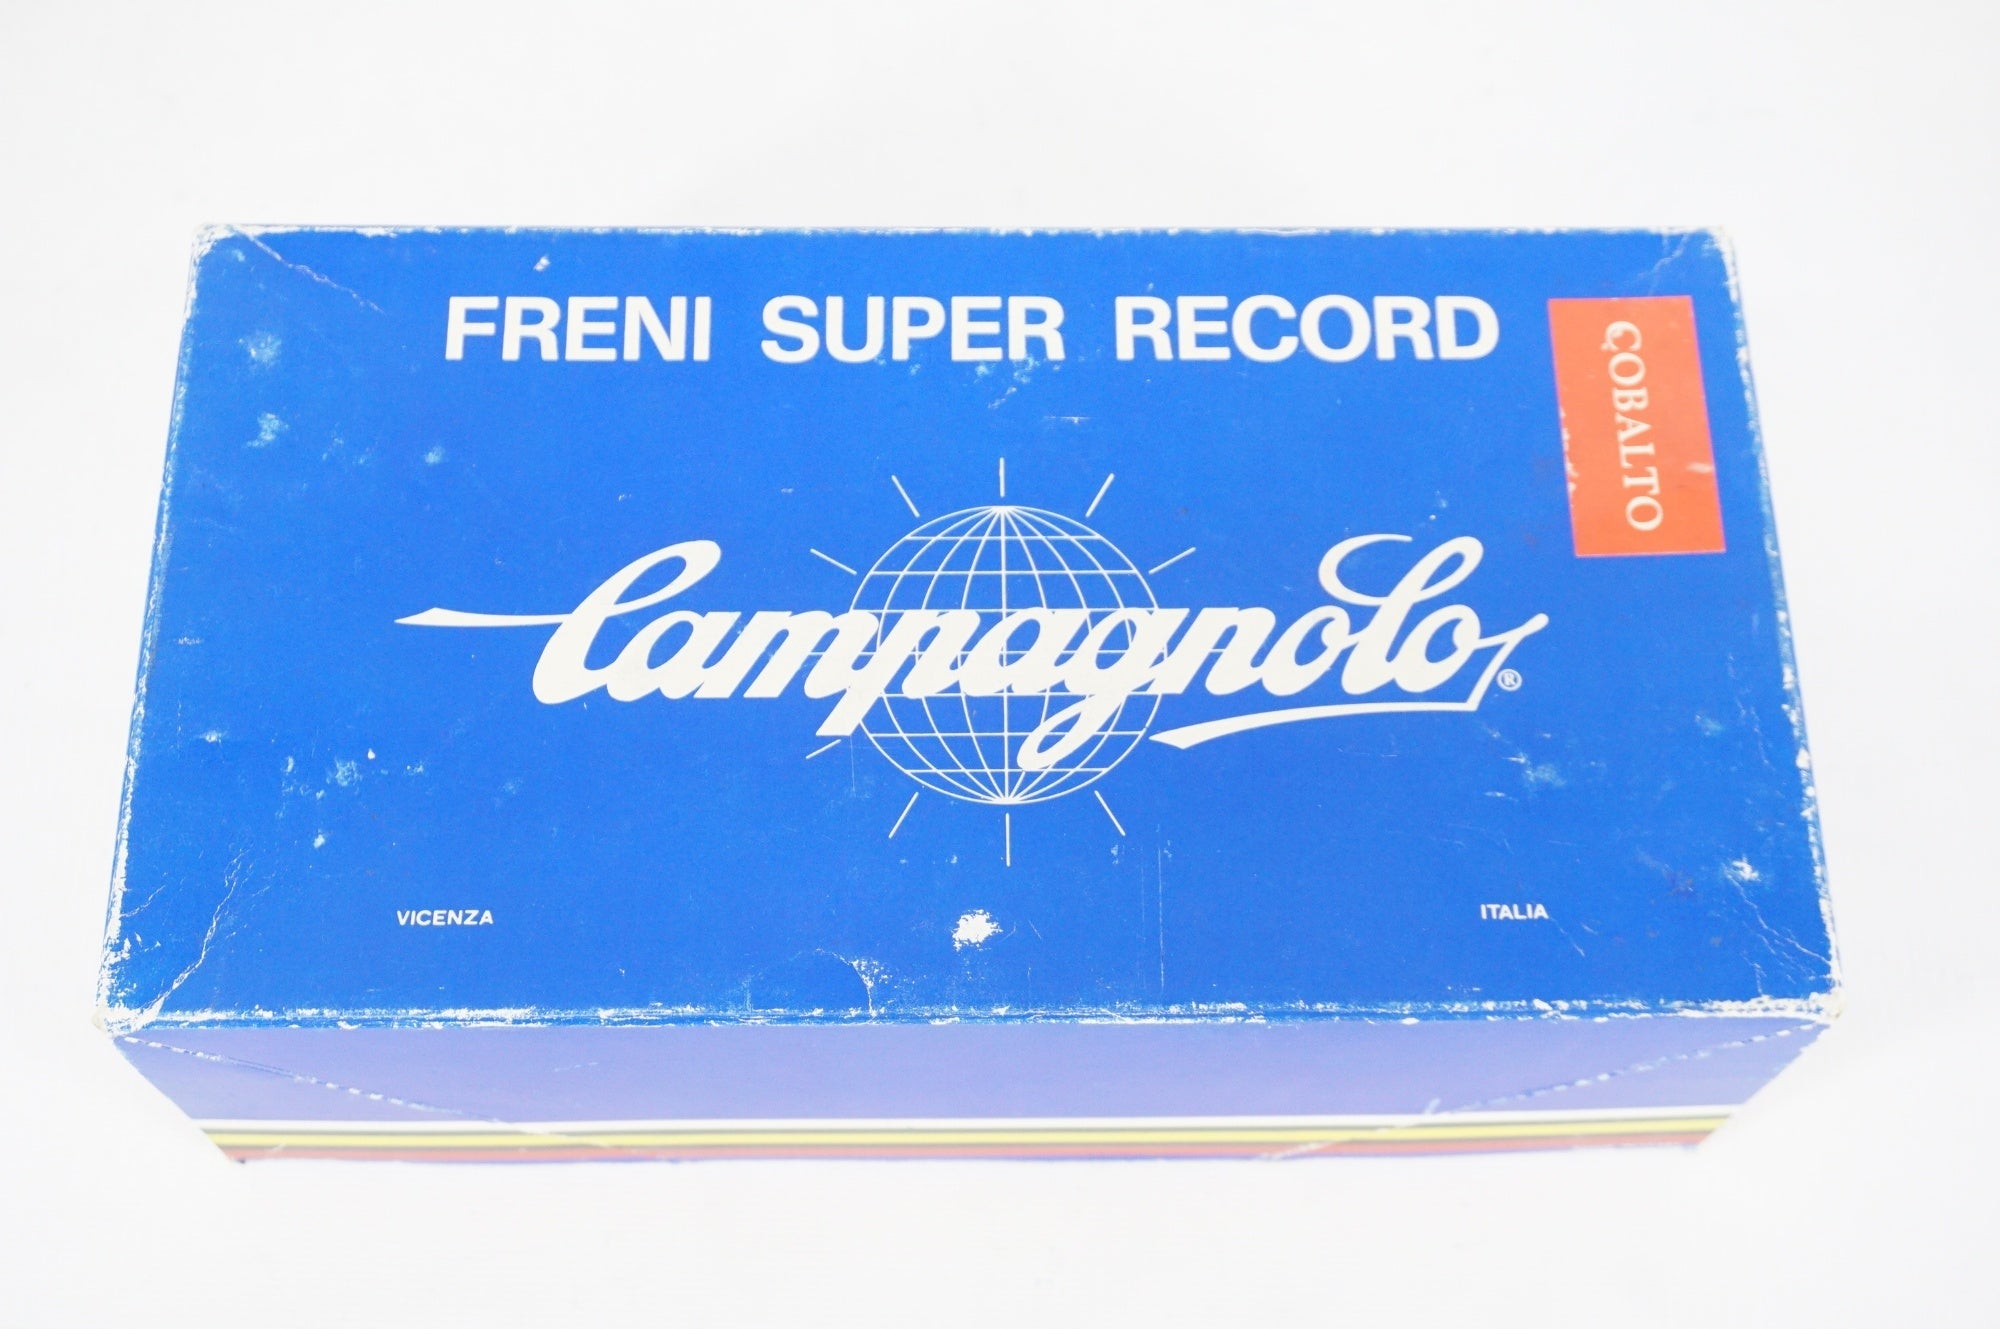 FRENI SUPER RECORD
COBALTO
Campagnolo®
VICENZA
ITALIA